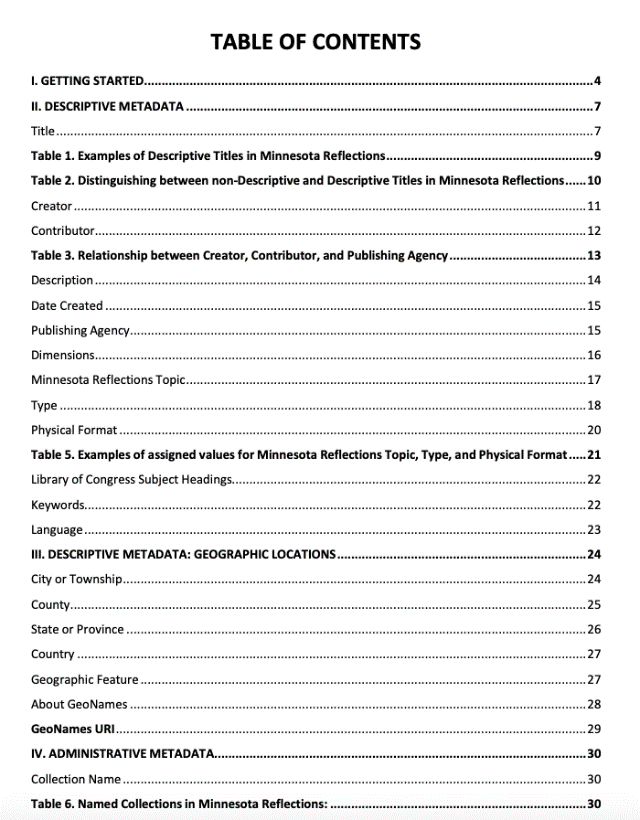 TABLE OF CONTENTS
I. GETTING STARTED........................................4
II. DESCRIPTIVE METADATA........................................7
Title........................................7
Table 1. Examples of Descriptive Titles in Minnesota Reflections........................................9
Table 2. Distinguishing between non-Descriptive and Descriptive Titles in Minnesota Reflections......10
Creator........................................11
Contributor........................................12
Table 3. Relationship between Creator, Contributor, and Publishing Agency........................................13
Description........................................14
Date Created........................................15
Publishing Agency........................................15
Dimensions........................................16
Minnesota Reflections Topic........................................17
Type........................................18
Physical Format........................................20
Table 5. Examples of assigned values for Minnesota Reflections Topic, Type, and Physical Format.....21
Library of Congress Subject Headings........................................22
Keywords........................................22
Language........................................23
III. DESCRIPTIVE METADATA: GEOGRAPHIC LOCATIONS........................................24
City or Township........................................24
County........................................25
State or Province........................................26
Country........................................27
Geographic Feature........................................27
About GeoNames........................................28
GeoNames URI........................................29
IV. ADMINISTRATIVE METADATA........................................30
Collection Name........................................30
Table 6. Named Collections in Minnesota Reflections:........................................30